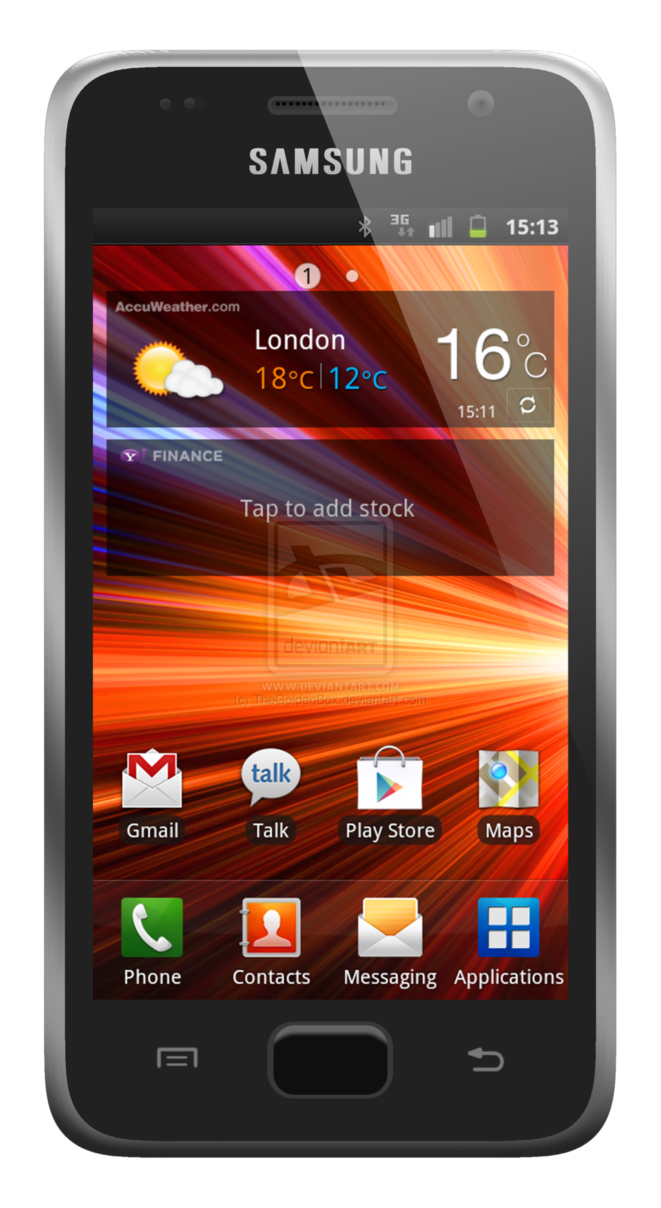 SAMSUNG
3G
15:13
1
AccuWeather.com
London
16°C
18°C|12°C
15:11
Y! FINANCE
Tap to add stock
deviantART
WWW.DEVIANTART.COM
talk
Gmail
Talk
Play Store
Maps
Phone
Contacts
Messaging
Applications